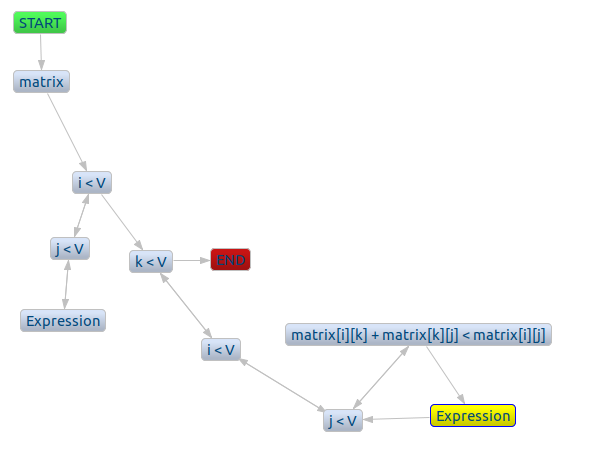 START
matrix
i < V
j < V
k < V
END
Expression
matrix[i][k] + matrix[k][j] < matrix[i][j]
i < V
Expression
j < V